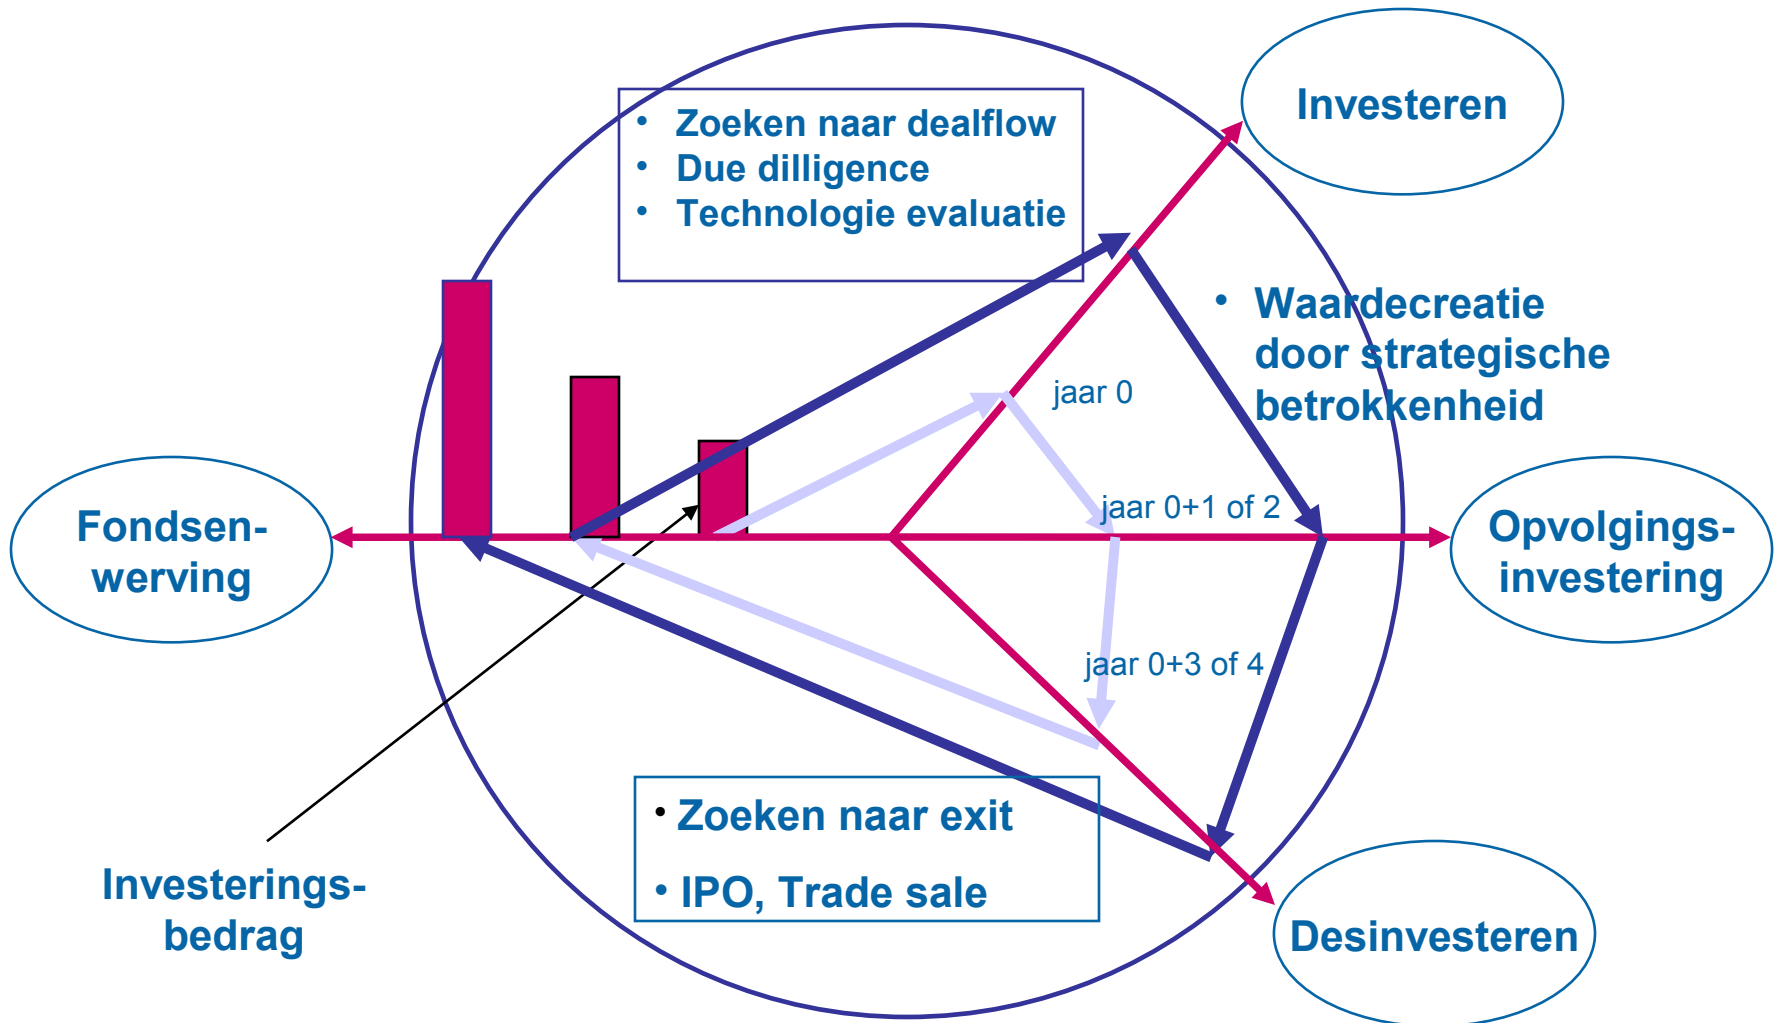 Investeren
• Zoeken naar dealflow
• Due dilligence
• Technologie evaluatie
• Waardecreatie
door strategische
betrokkenheid
jaar 0
jaar 0+1 of 2
Fondsen-
werving
Opvolgings-
investering
jaar 0+3 of 4
• Zoeken naar exit
• IPO, Trade sale
Investerings-
bedrag
Desinvesteren